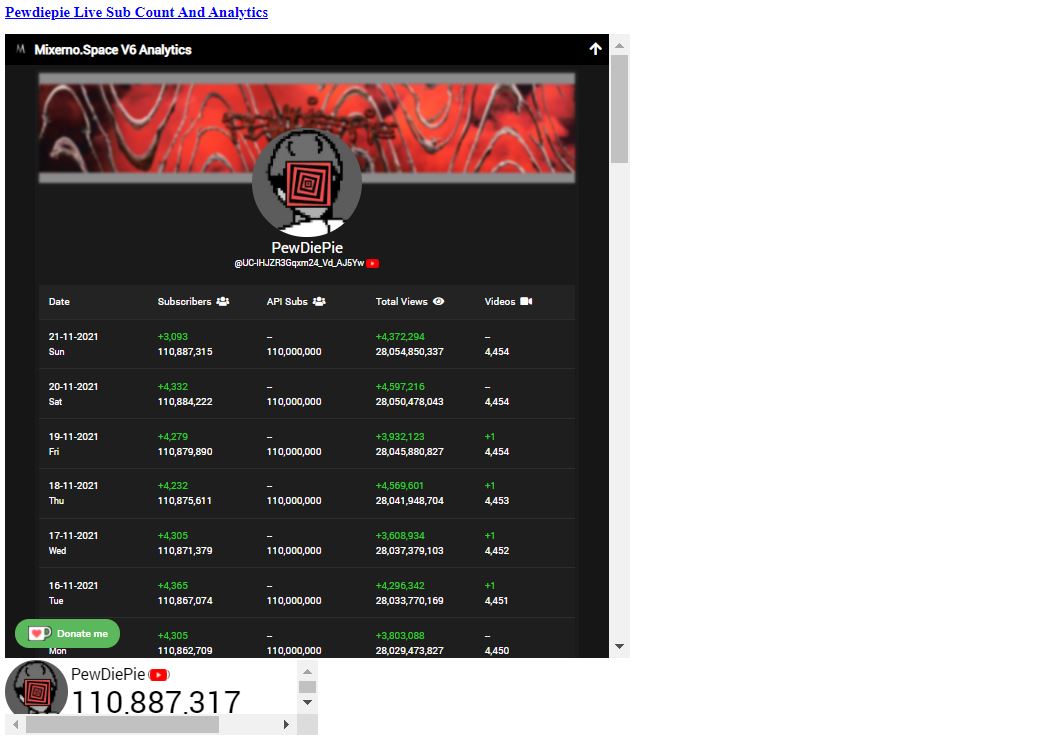 Pewdiepie Live Sub Count And Analytics
M Mixerno.Space V6 Analytics
PewDiePie
@UC-lHJZR3Gqxm24_Vd_AJ5Yw
Date Subscribers API Subs Total Views Videos
21-11-2021 +3,093 -- +4,372,294 --
Sun 110,887,315 110,000,000 28,054,850,337 4,454
20-11-2021 +4,332 -- +4,597,216 --
Sat 110,884,222 110,000,000 28,050,478,043 4,454
19-11-2021 +4,279 -- +3,932,123 +1
Fri 110,879,890 110,000,000 28,045,880,827 4,454
18-11-2021 +4,232 -- +4,569,601 +1
Thu 110,875,611 110,000,000 28,041,948,704 4,453
17-11-2021 +4,305 -- +3,608,934 +1
Wed 110,871,379 110,000,000 28,037,379,103 4,452
16-11-2021 +4,365 -- +4,296,342 +1
Tue 110,867,074 110,000,000 28,033,770,169 4,451
+4,305 -- +3,803,088 --
Mon 110,862,709 110,000,000 28,029,473,827 4,450
Donate me
PewDiePie
110,887,317